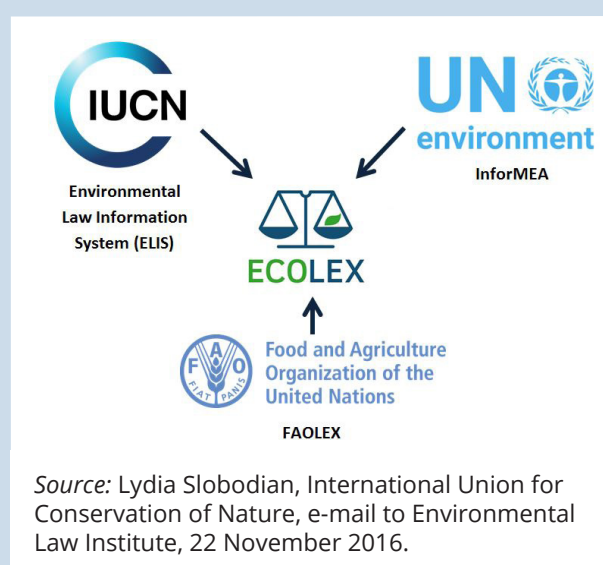 IUCN
Environmental
Law Information
System (ELIS)
UN
environment
InforMEA
ECOLEX
FAO
FIAT PANIS
Food and Agriculture
Organization of the
United Nations
FAOLEX
Source: Lydia Slobodian, International Union for
Conservation of Nature, e-mail to Environmental
Law Institute, 22 November 2016.